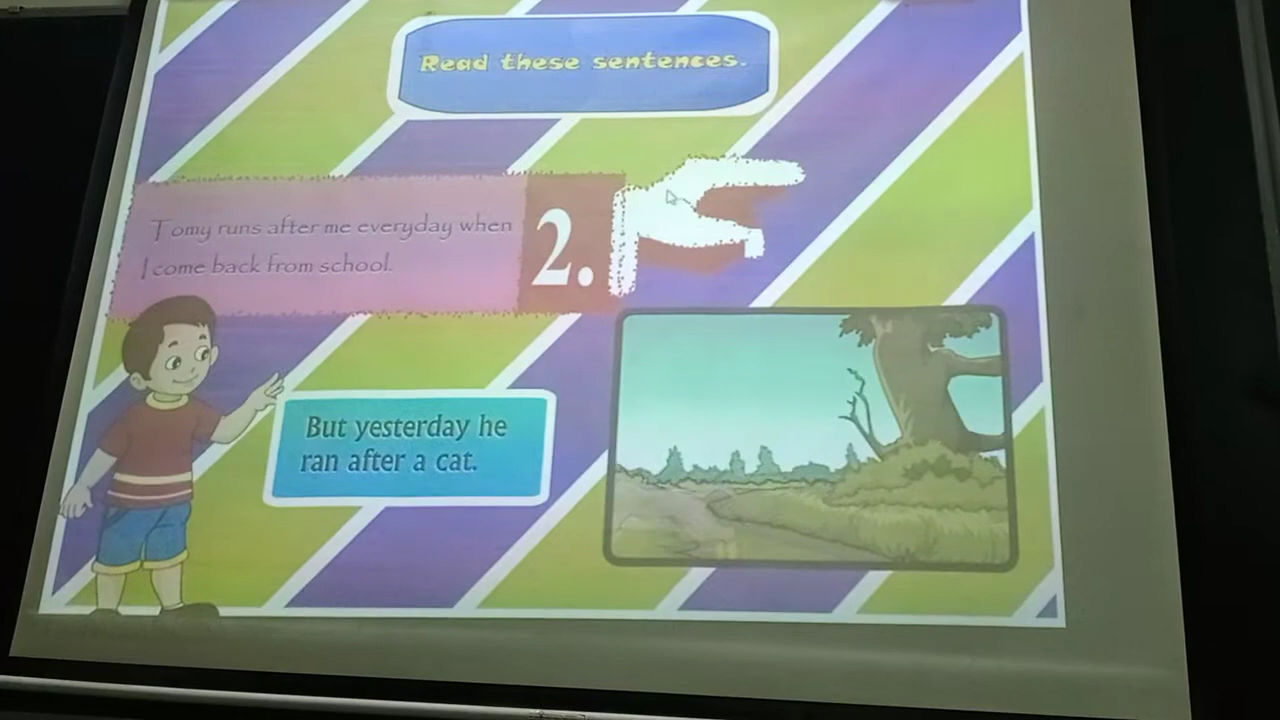 Read these sentences.
Tomy runs after me everyday when
I come back from school.
2.
But yesterday he
ran after a cat.